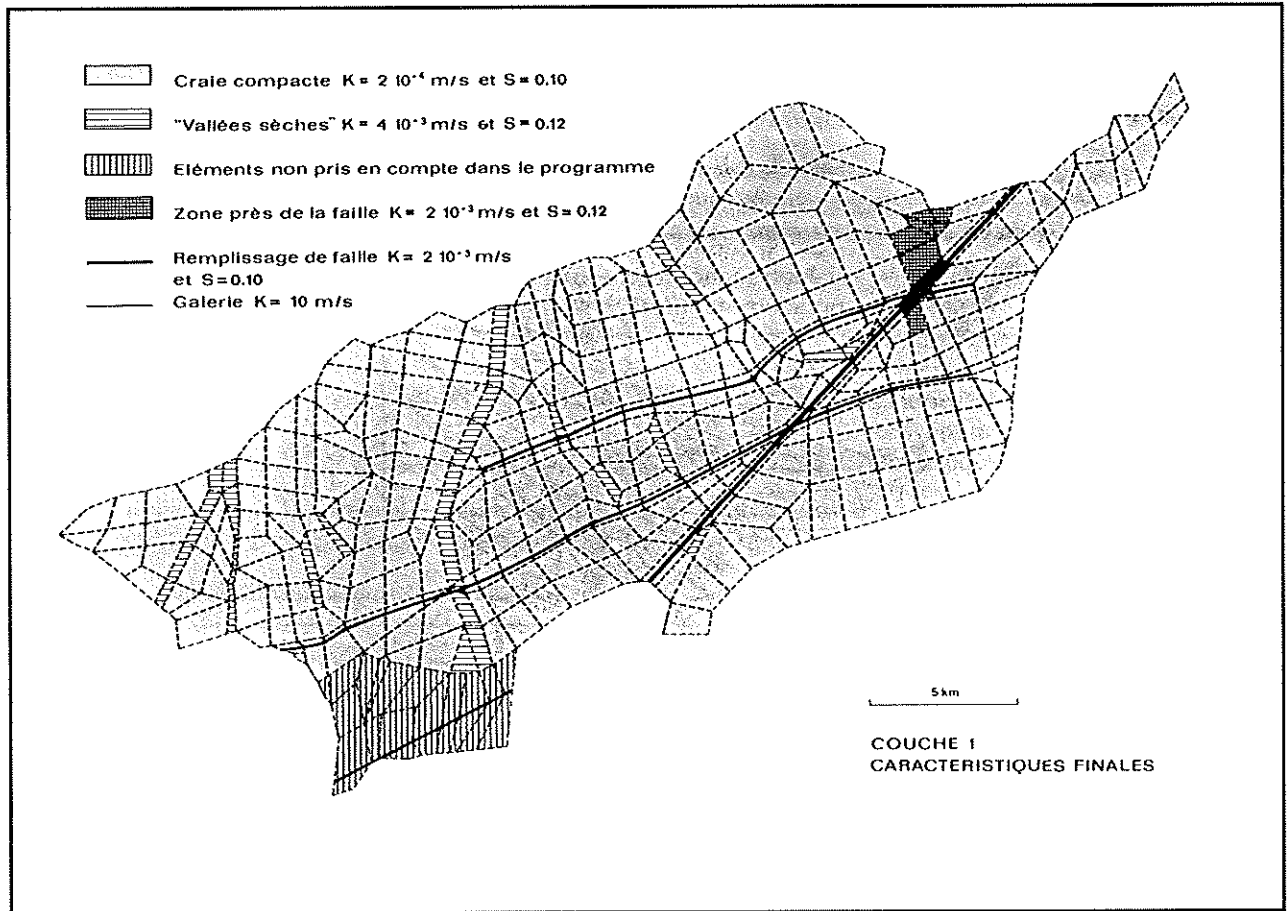 Craie compacte K = 2 10⁻⁴ m/s et S = 0.10
"Vallées sèches" K = 4 10⁻³ m/s et S = 0.12
Eléments non pris en compte dans le programme
Zone près de la faille K = 2 10⁻³ m/s et S = 0.12
Remplissage de faille K = 2 10⁻³ m/s
et S = 0.10
Galerie K = 10 m/s
5 km
COUCHE 1
CARACTERISTIQUES FINALES